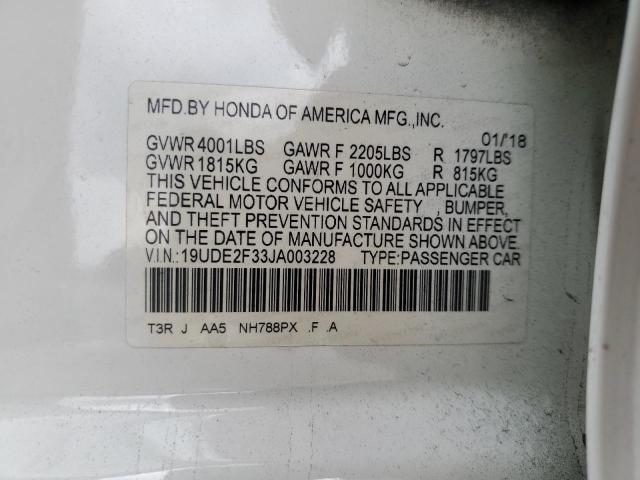 MFD.BY HONDA OF AMERICA MFG.,INC.
01/18
GVWR 4001LBS GAWR F 2205LBS R 1797LBS
GVWR 1815KG GAWR F 1000KG R 815KG
THIS VEHICLE CONFORMS TO ALL APPLICABLE
FEDERAL MOTOR VEHICLE SAFETY , BUMPER,
AND THEFT PREVENTION STANDARDS IN EFFECT
ON THE DATE OF MANUFACTURE SHOWN ABOVE.
V.I.N.:19UDE2F33JA003228 TYPE:PASSENGER CAR
T3R J AA5 NH788PX .F .A